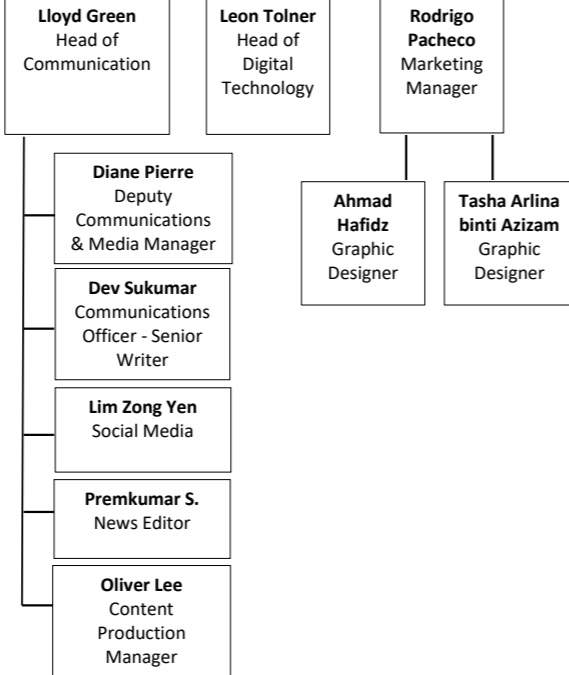 Lloyd Green
Head of
Communication
Leon Tolner
Head of
Digital
Technology
Rodrigo
Pacheco
Marketing
Manager
Diane Pierre
Deputy
Communications
& Media Manager
Ahmad
Hafidz
Graphic
Designer
Tasha Arlina
binti Azizam
Graphic
Designer
Dev Sukumar
Communications
Officer - Senior
Writer
Lim Zong Yen
Social Media
Premkumar S.
News Editor
Oliver Lee
Content
Production
Manager